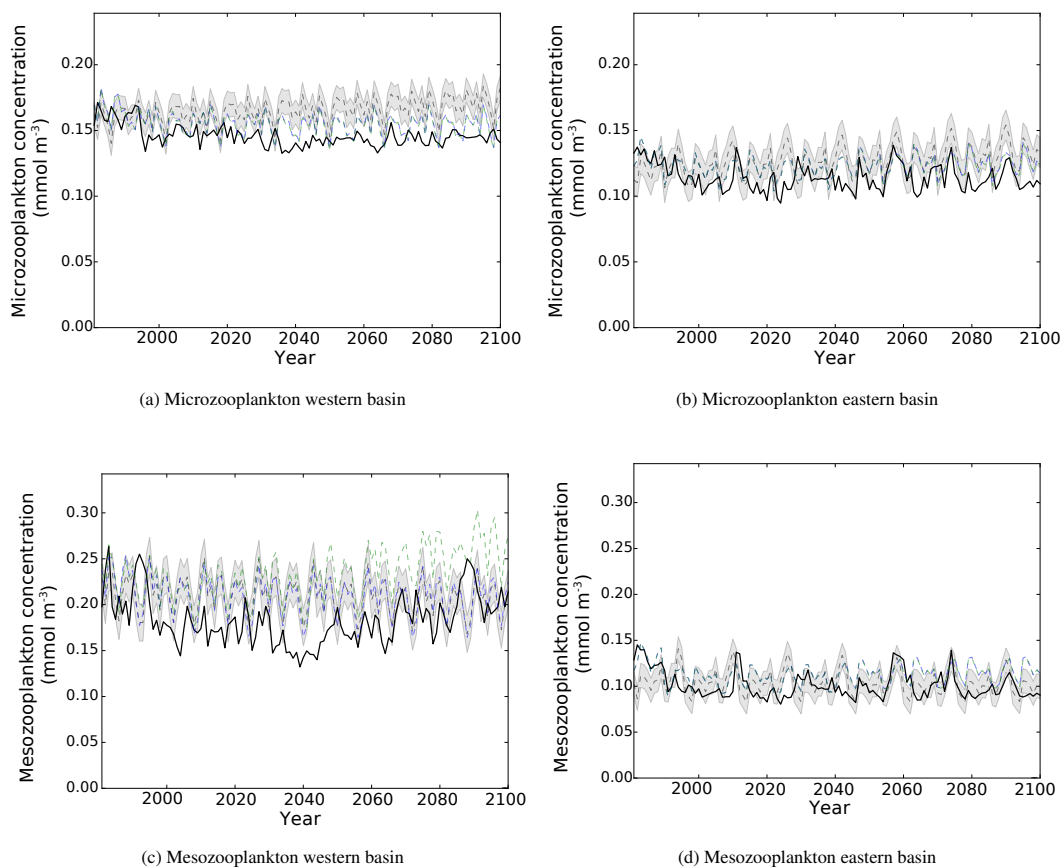 Microzooplankton concentration
(mmol m⁻³)
0.20
0.15
0.10
0.05
0.00
2000 2020 2040 2060 2080 2100
Year
(a) Microzooplankton western basin
Microzooplankton concentration
(mmol m⁻³)
0.20
0.15
0.10
0.05
0.00
2000 2020 2040 2060 2080 2100
Year
(b) Microzooplankton eastern basin
Mesozooplankton concentration
(mmol m⁻³)
0.30
0.25
0.20
0.15
0.10
0.05
0.00
2000 2020 2040 2060 2080 2100
Year
(c) Mesozooplankton western basin
Mesozooplankton concentration
(mmol m⁻³)
0.30
0.25
0.20
0.15
0.10
0.05
0.00
2000 2020 2040 2060 2080 2100
Year
(d) Mesozooplankton eastern basin